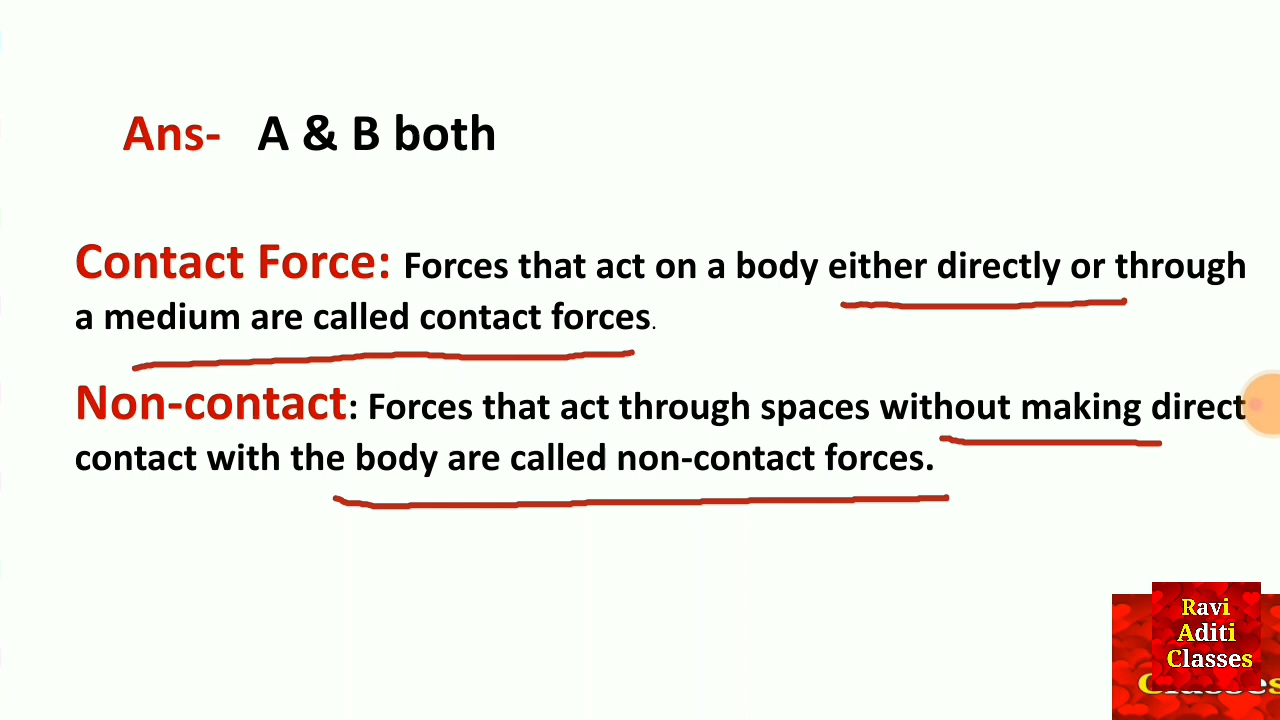 Ans- A & B both
Contact Force: Forces that act on a body either directly or through
a medium are called contact forces.
Non-contact: Forces that act through spaces without making direct
contact with the body are called non-contact forces.
Ravi
Aditi
Classes
Classes